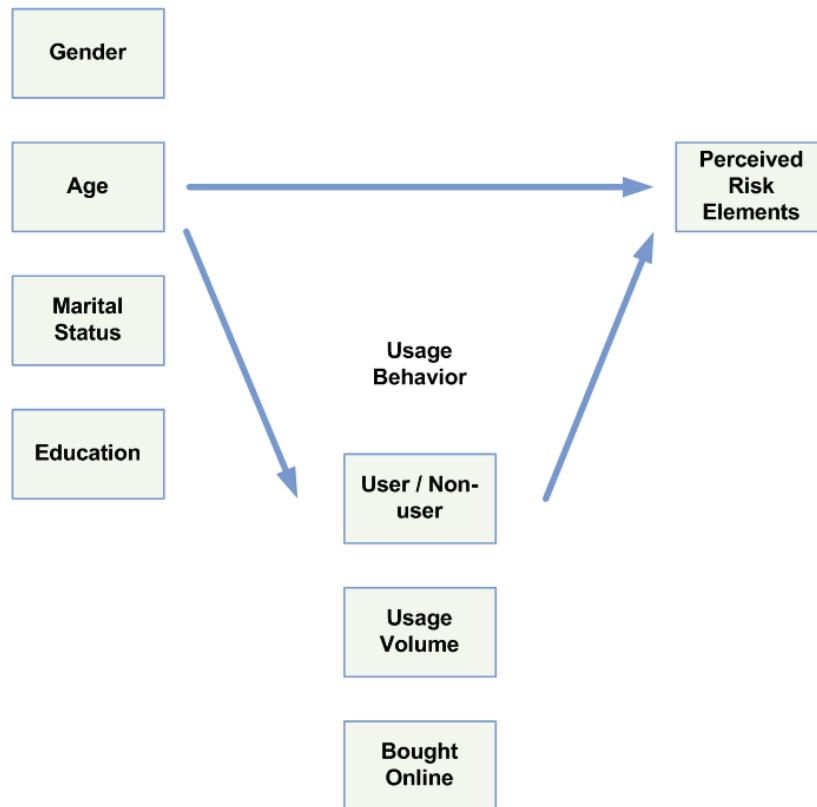 Gender
Age
Marital
Status
Education
Perceived
Risk
Elements
Usage
Behavior
User / Non-
user
Usage
Volume
Bought
Online